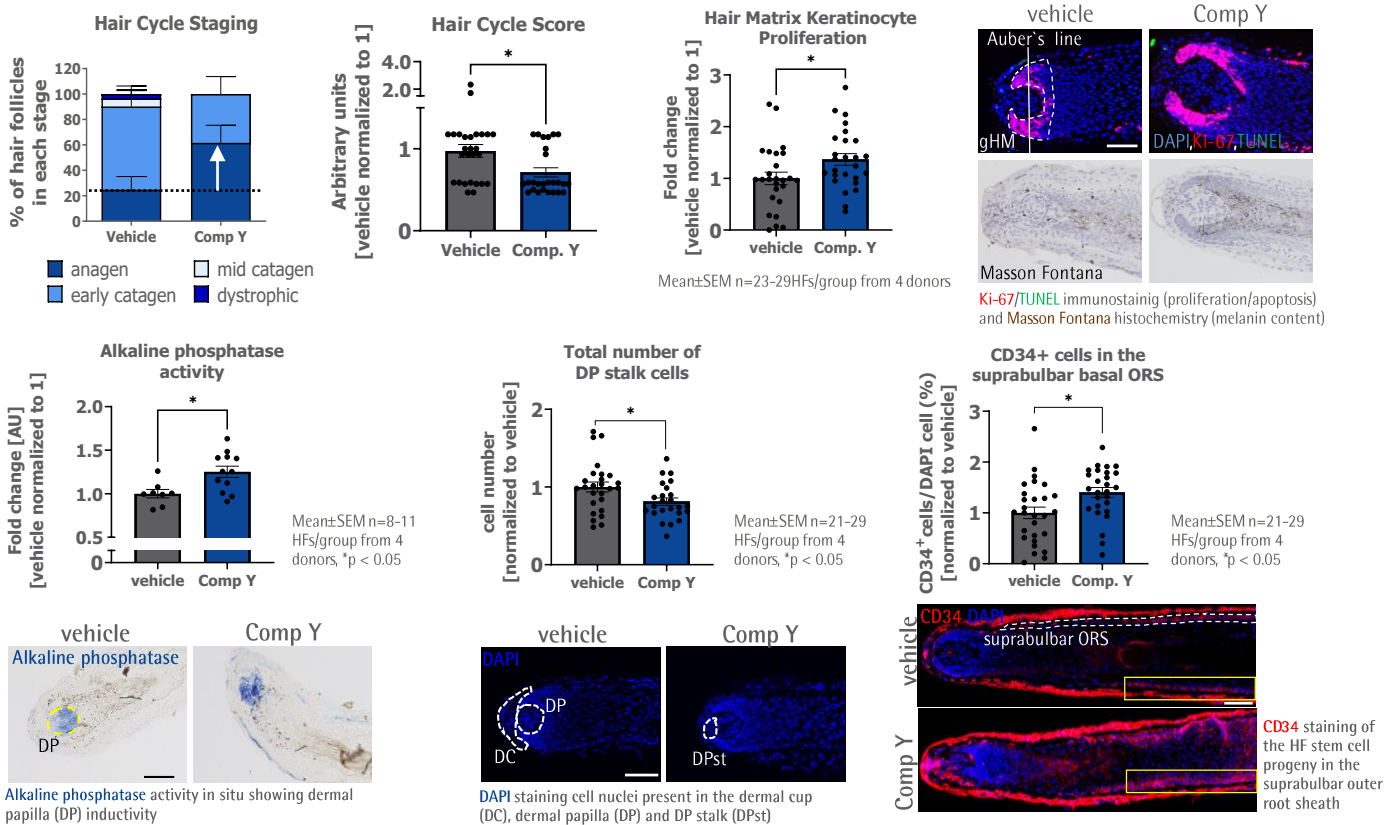 Hair Cycle Staging
% of hair follicles
in each stage
120
100
80
60
40
20
0
Vehicle
Comp Y
anagen
mid catagen
early catagen
dystrophic
Hair Cycle Score
Arbitrary units
[vehicle normalized to 1]
4.0
2.0
1
0
*
Vehicle
Comp. Y
Hair Matrix Keratinocyte
Proliferation
Fold change
[vehicle normalized to 1]
3
2
1
0
*
vehicle
Comp. Y
Mean±SEM n=23-29HFs/group from 4 donors
vehicle
Comp Y
Auber`s line
gHM
DAPI,Ki-67,TUNEL
Masson Fontana
Ki-67/TUNEL immunostainig (proliferation/apoptosis)
and Masson Fontana histochemistry (melanin content)
Alkaline phosphatase
activity
Fold change [AU]
[vehicle normalized to 1]
2.0
1.5
1.0
0.5
0
*
vehicle
Comp Y
Mean±SEM n=8-11
HFs/group from 4
donors, *p < 0.05
vehicle
Comp Y
Alkaline phosphatase
DP
Alkaline phosphatase activity in situ showing dermal
papilla (DP) inductivity
Total number of
DP stalk cells
cell number
[normalized to vehicle]
2
1
0
*
vehicle
Comp Y
Mean±SEM n=21-29
HFs/group from 4
donors, *p < 0.05
vehicle
Comp Y
DAPI
DP
DC
DPst
DAPI staining cell nuclei present in the dermal cup
(DC), dermal papilla (DP) and DP stalk (DPst)
CD34+ cells in the
suprabulbar basal ORS
CD34+ cells/DAPI cell (%)
[normalized to vehicle]
3
2
1
0
*
vehicle
Comp. Y
Mean±SEM n=21-29
HFs/group from 4
donors, *p < 0.05
vehicle
CD34 DAPI
suprabulbar ORS
Comp Y
CD34 staining of
the HF stem cell
progeny in the
suprabulbar outer
root sheath